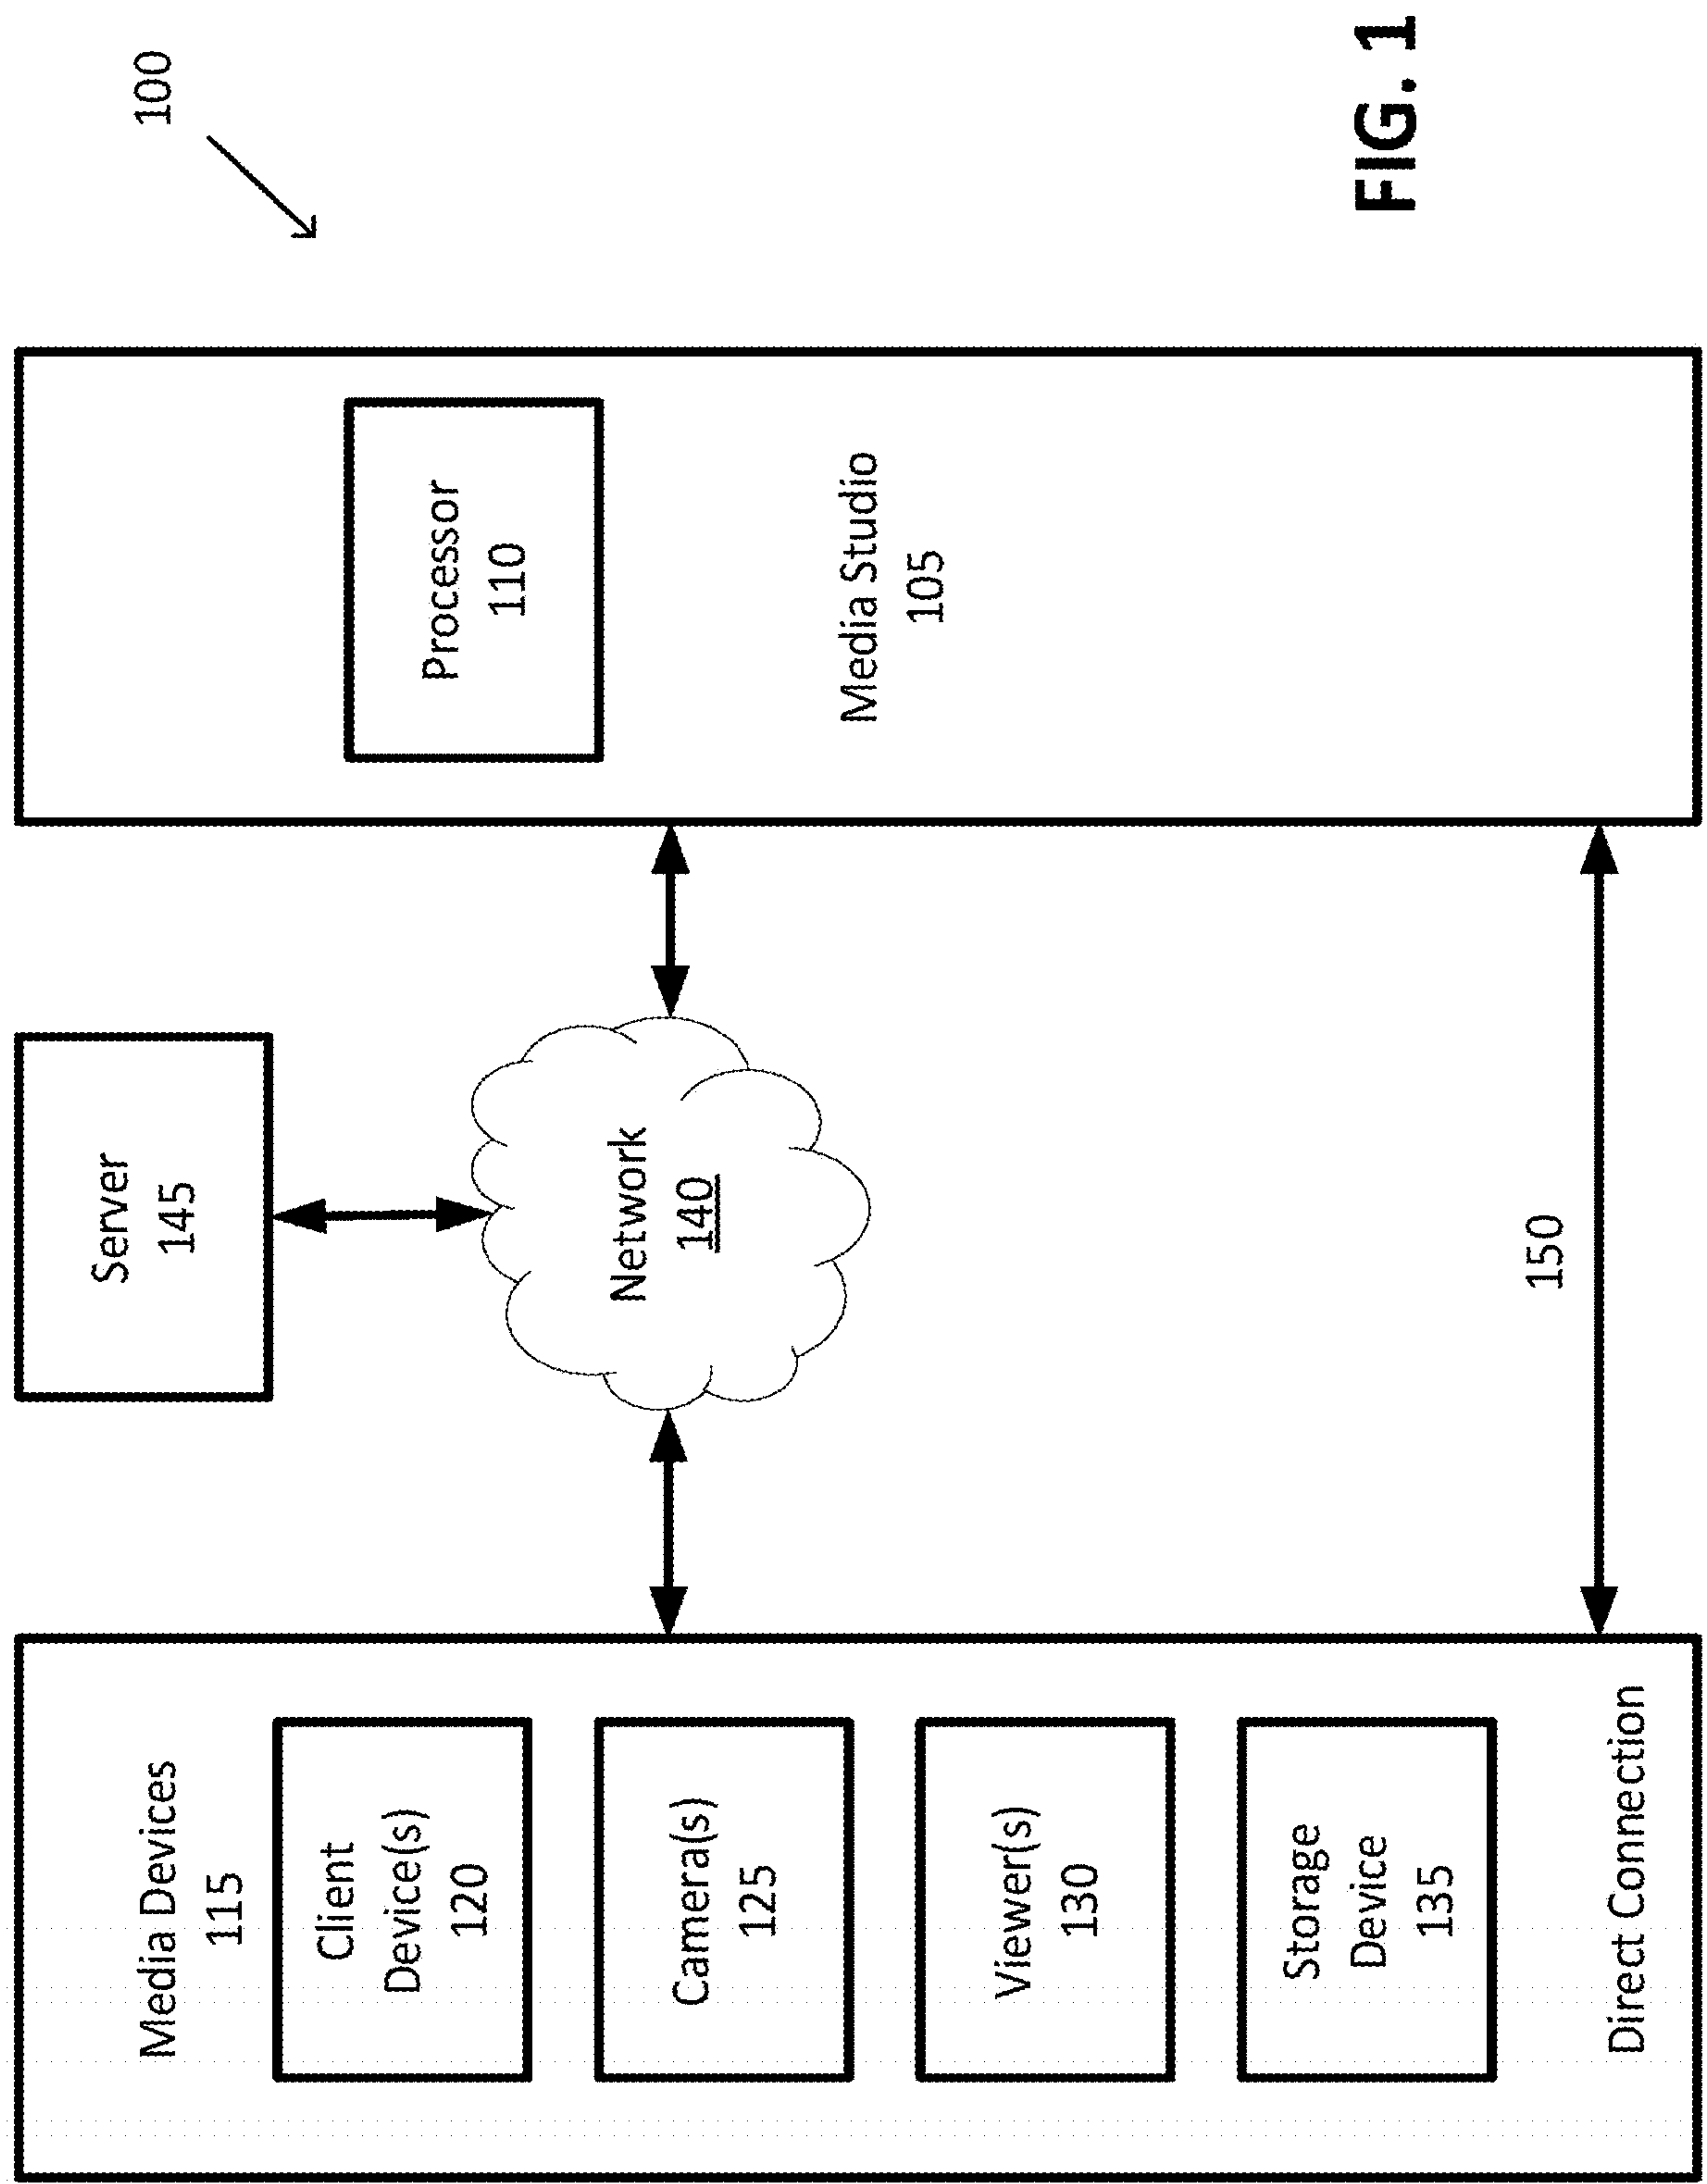 100
Media Devices
115
Client
Device(s)
120
Camera(s)
125
Viewer(s)
130
Storage
Device
135
Direct Connection
Server
145
Network
140
150
Processor
110
Media Studio
105
FIG. 1